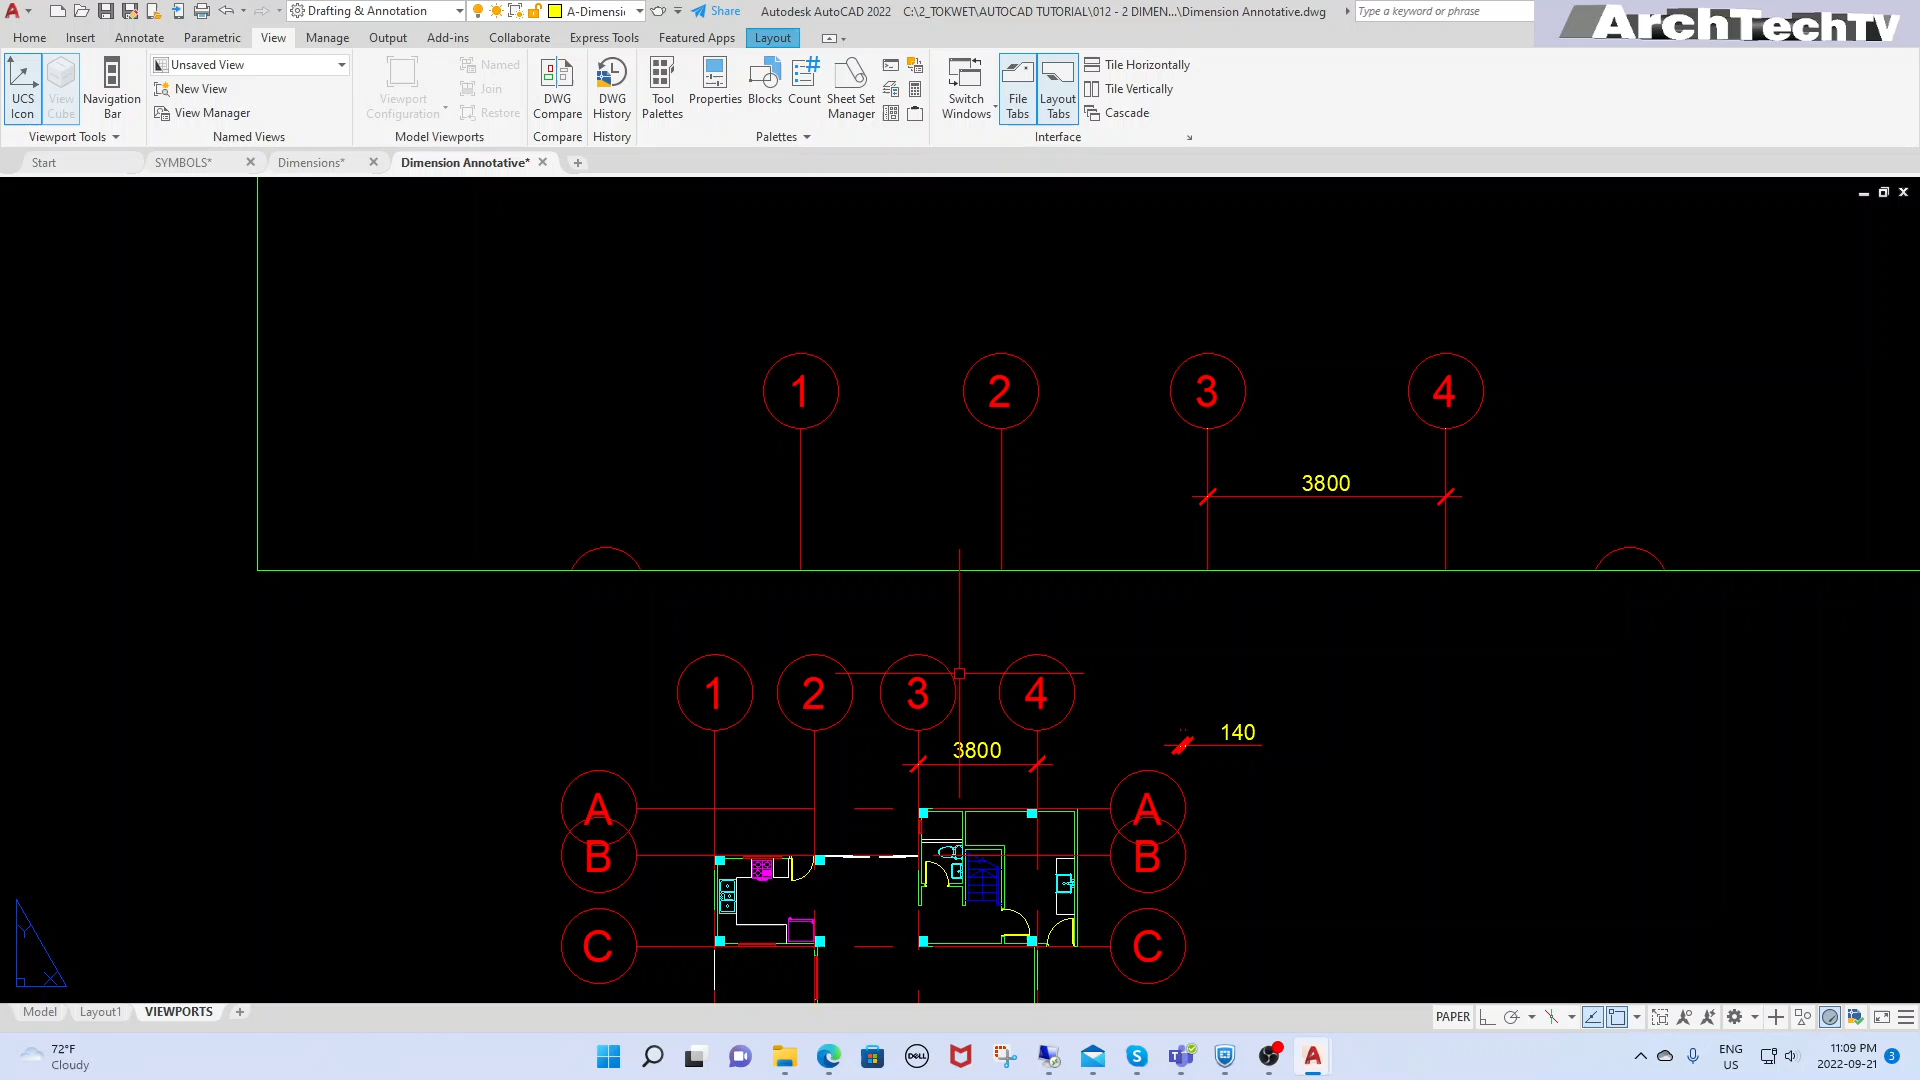 Drafting & Annotation
A-Dimensi
Share
Autodesk AutoCAD 2022 C:\2_TOKWET\AUTOCAD TUTORIAL\012 - 2 DIMEN...\Dimension Annotative.dwg
Type a keyword or phrase
ArchTechTv
Home Insert Annotate Parametric View Manage Output Add-ins Collaborate Express Tools Featured Apps Layout
UCS Icon
View Cube
Navigation Bar
Viewport Tools
Unsaved View
New View
View Manager
Named Views
Viewport Configuration
Named
Join
Restore
Model Viewports
DWG Compare
Compare
DWG History
History
Tool Palettes
Properties
Blocks
Count
Sheet Set Manager
Palettes
Switch Windows
File Tabs
Layout Tabs
Tile Horizontally
Tile Vertically
Cascade
Interface
Start SYMBOLS* Dimensions* Dimension Annotative*
1 2 3 4
3800
1 2 3 4
140
3800
A A
B B
C C
Y
X
Model Layout1 VIEWPORTS
PAPER
72°F
Cloudy
DELL
ENG
US
11:09 PM
2022-09-21
3